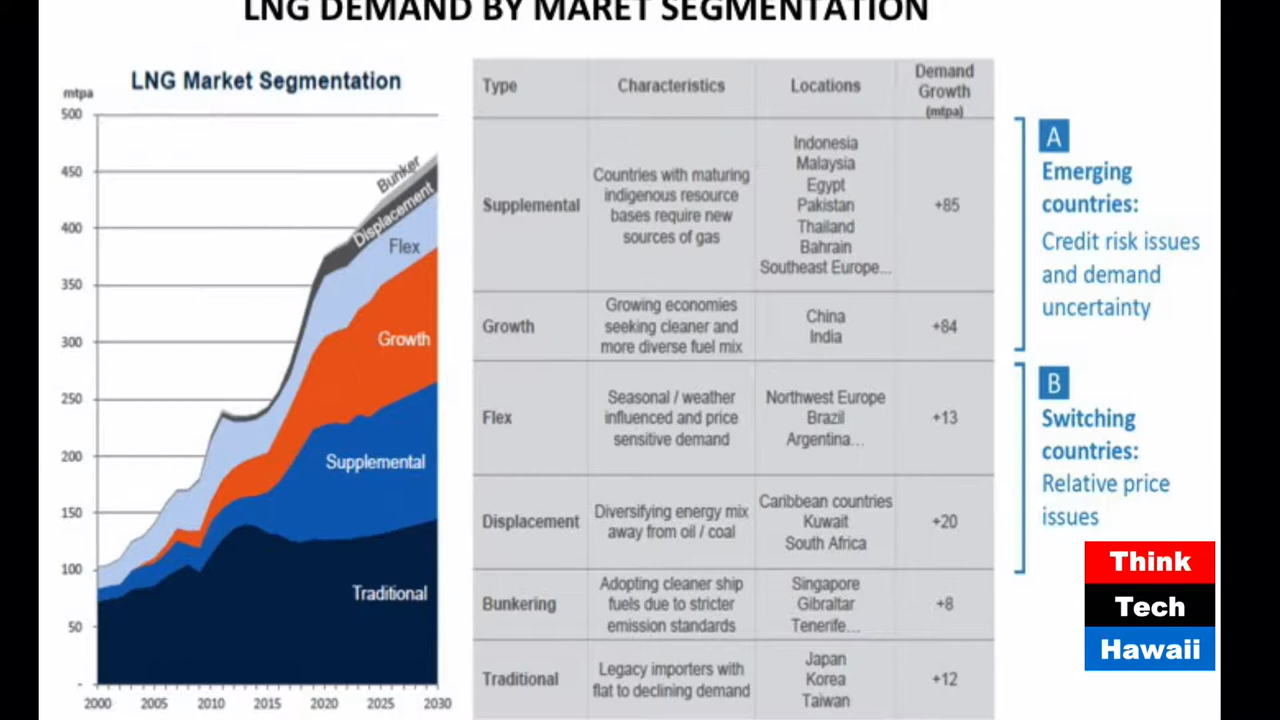 LNG DEMAND BY MARET SEGMENTATION
LNG Market Segmentation
mtpa
500
450
400
350
300
250
200
150
100
50
-
2000
2005
2010
2015
2020
2025
2030
Bunker
Displacement
Flex
Growth
Supplemental
Traditional
Type
Characteristics
Locations
Demand
Growth
(mtpa)
Supplemental
Countries with maturing
indigenous resource
bases require new
sources of gas
Indonesia
Malaysia
Egypt
Pakistan
Thailand
Bahrain
Southeast Europe...
+85
Growth
Growing economies
seeking cleaner and
more diverse fuel mix
China
India
+84
Flex
Seasonal / weather
influenced and price
sensitive demand
Northwest Europe
Brazil
Argentina...
+13
Displacement
Diversifying energy mix
away from oil / coal
Caribbean countries
Kuwait
South Africa
+20
Bunkering
Adopting cleaner ship
fuels due to stricter
emission standards
Singapore
Gibraltar
Tenerife...
+8
Traditional
Legacy importers with
flat to declining demand
Japan
Korea
Taiwan
+12
A
Emerging
countries:
Credit risk issues
and demand
uncertainty
B
Switching
countries:
Relative price
issues
Think
Tech
Hawaii